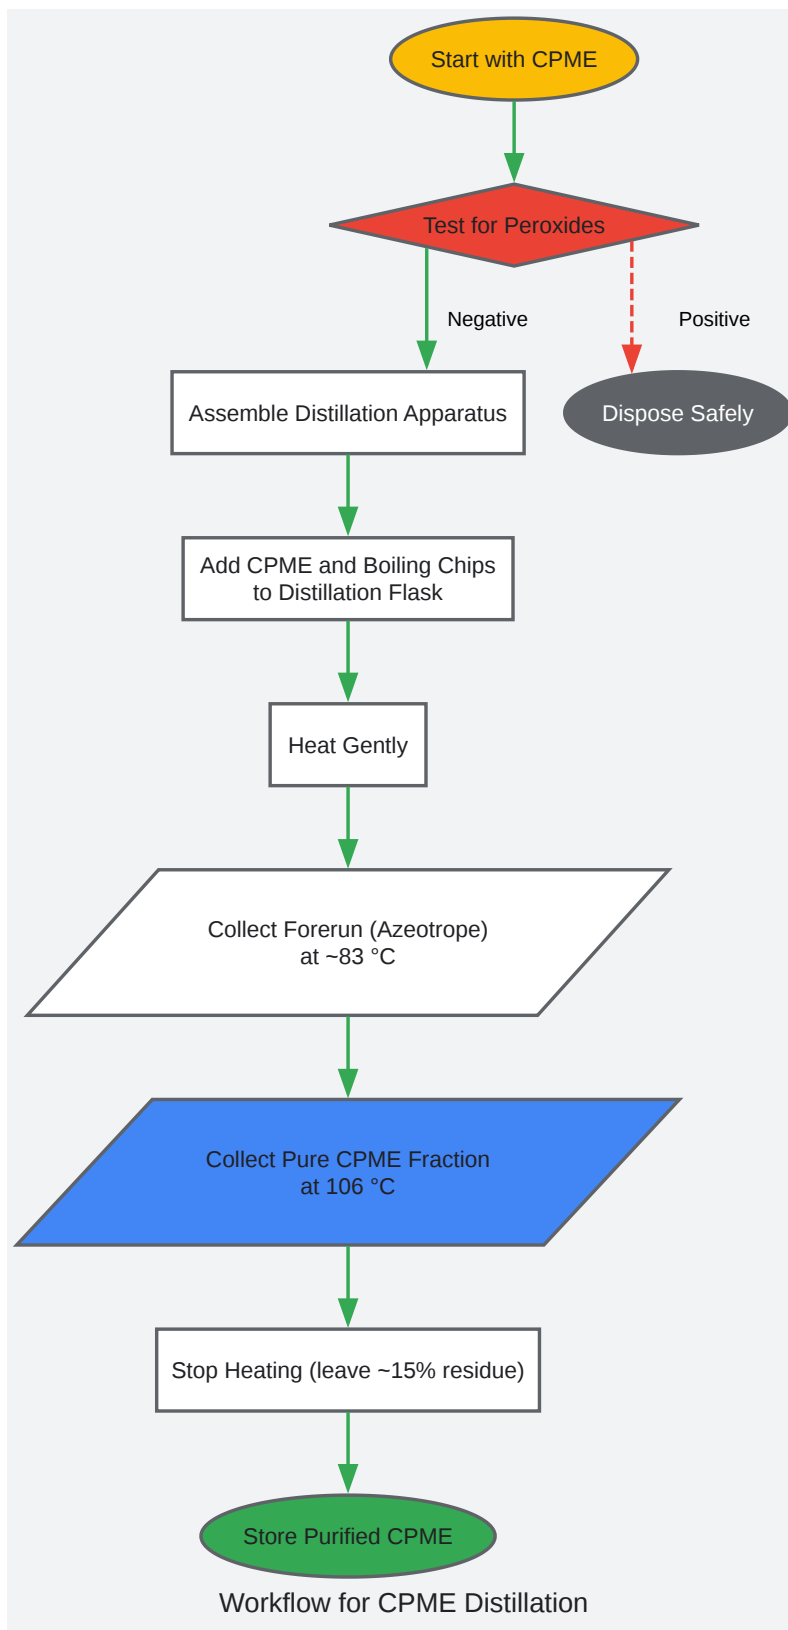 Start with CPME
Test for Peroxides
Negative
Positive
Assemble Distillation Apparatus
Dispose Safely
Add CPME and Boiling Chips
to Distillation Flask
Heat Gently
Collect Forerun (Azeotrope)
at ~83 °C
Collect Pure CPME Fraction
at 106 °C
Stop Heating (leave ~15% residue)
Store Purified CPME
Workflow for CPME Distillation